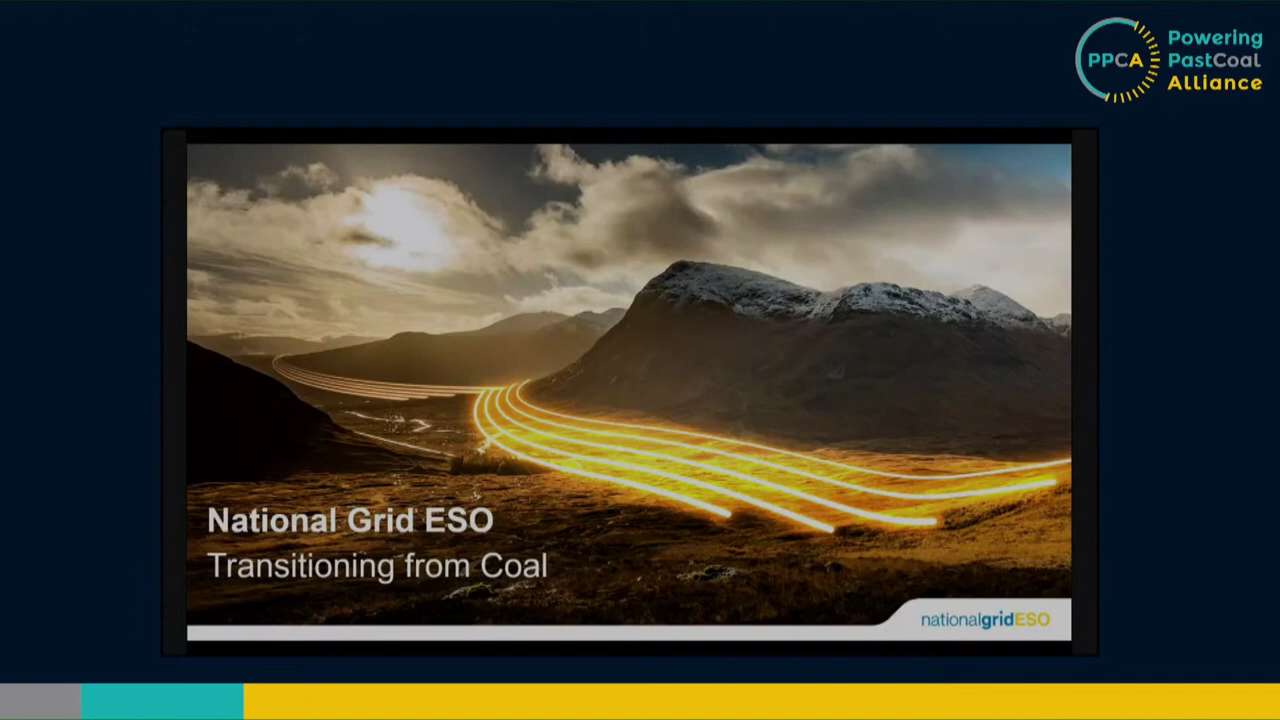 PPCA
Powering
PastCoal
Alliance
National Grid ESO
Transitioning from Coal
nationalgridESO